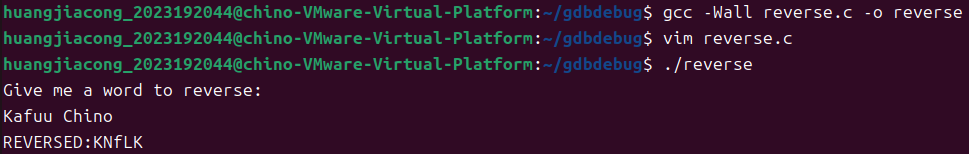 huangjiacong_2023192044@chino-VMware-Virtual-Platform:~/gdbdebug$ gcc -Wall reverse.c -o reverse
huangjiacong_2023192044@chino-VMware-Virtual-Platform:~/gdbdebug$ vim reverse.c
huangjiacong_2023192044@chino-VMware-Virtual-Platform:~/gdbdebug$ ./reverse
Give me a word to reverse:
Kafuu Chino
REVERSED:KNfLK